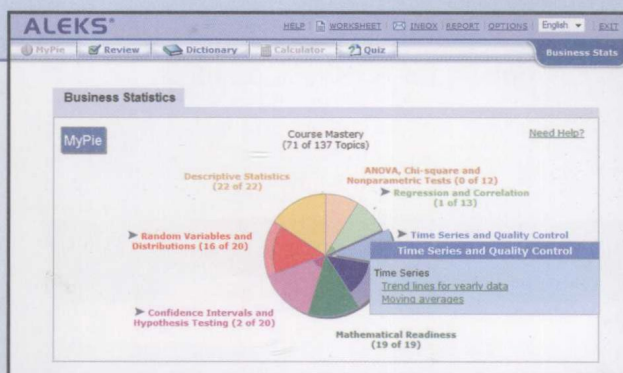 ALEKS®
HELP WORKSHEET INBOX REPORT OPTIONS English EXIT
MyPie Review Dictionary Calculator Quiz Business Stats
Business Statistics
MyPie
Course Mastery
(71 of 137 Topics)
Need Help?
Descriptive Statistics
(22 of 22)
ANOVA, Chi-square and
Nonparametric Tests (0 of 12)
Regression and Correlation
(1 of 13)
Random Variables and
Distributions (16 of 20)
Time Series and Quality Control
Time Series and Quality Control
Time Series
Trend lines for yearly data
Moving averages
Confidence Intervals and
Hypothesis Testing (2 of 20)
Mathematical Readiness
(19 of 19)